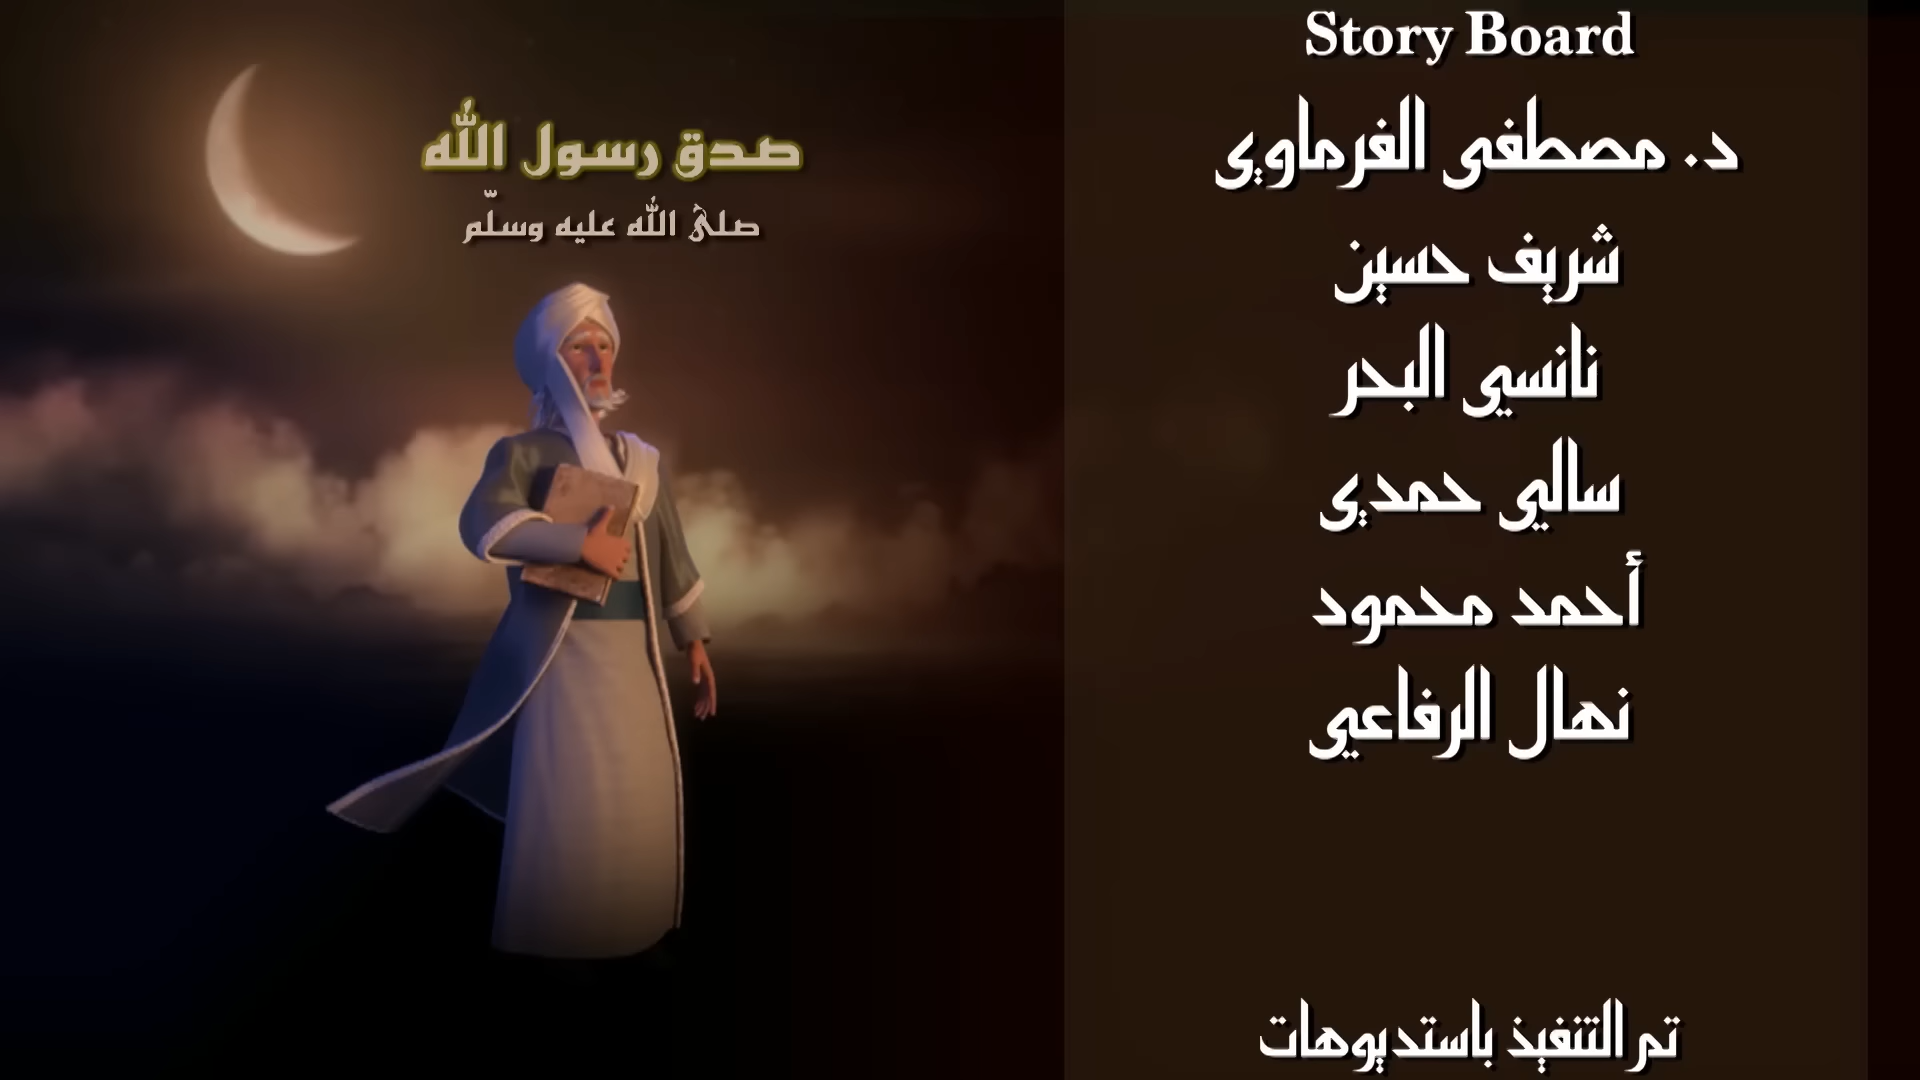 صدق رسول الله
صلى الله عليه وسلّم
Story Board
د. مصطفى الفرماوي
شريف حسين
نانسي البحر
سالي حمدي
أحمد محمود
نهال الرفاعي
تم التنفيذ باستديوهات